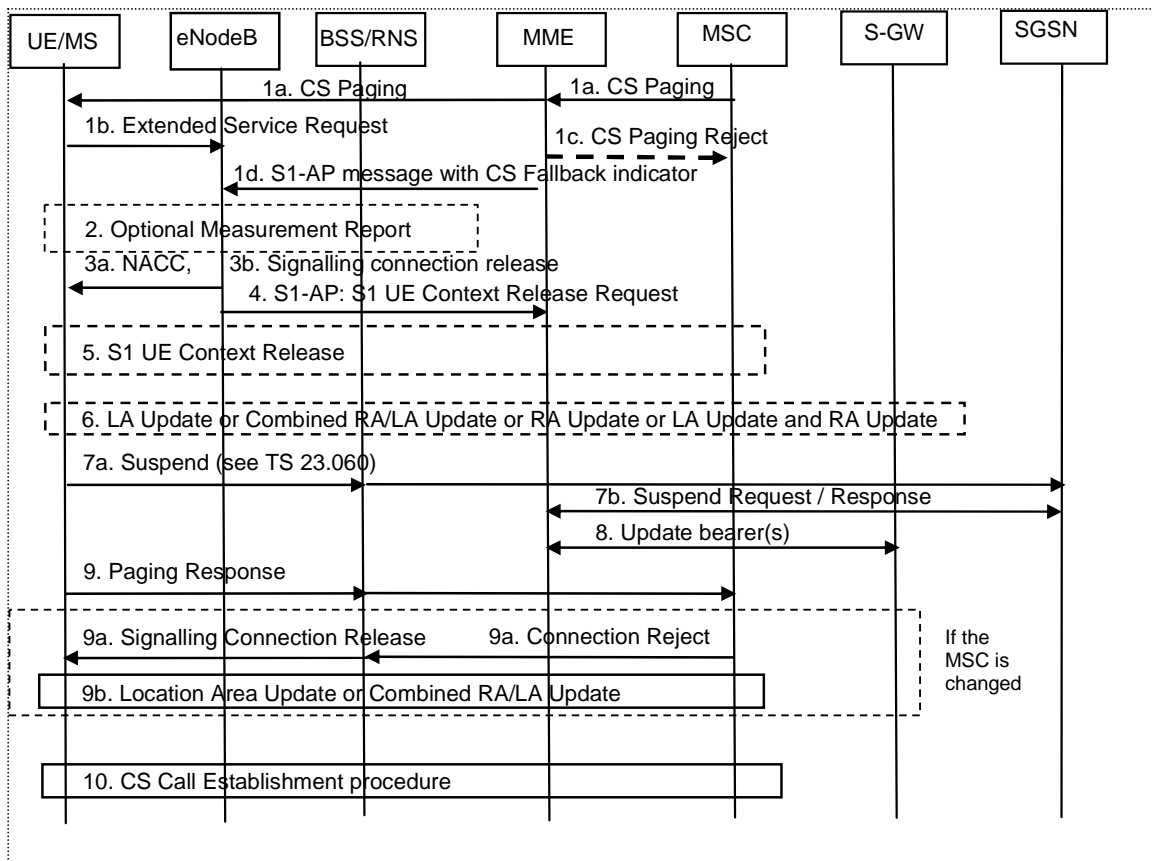 UE/MS
eNodeB
BSS/RNS
MME
MSC
S-GW
SGSN
1a. CS Paging
1a. CS Paging
1b. Extended Service Request
1c. CS Paging Reject
1d. S1-AP message with CS Fallback indicator
2. Optional Measurement Report
3a. NACC,
3b. Signalling connection release
4. S1-AP: S1 UE Context Release Request
5. S1 UE Context Release
6. LA Update or Combined RA/LA Update or RA Update or LA Update and RA Update
7a. Suspend (see TS 23.060)
7b. Suspend Request / Response
8. Update bearer(s)
9. Paging Response
9a. Signalling Connection Release
9a. Connection Reject
If the
MSC is
changed
9b. Location Area Update or Combined RA/LA Update
10. CS Call Establishment procedure